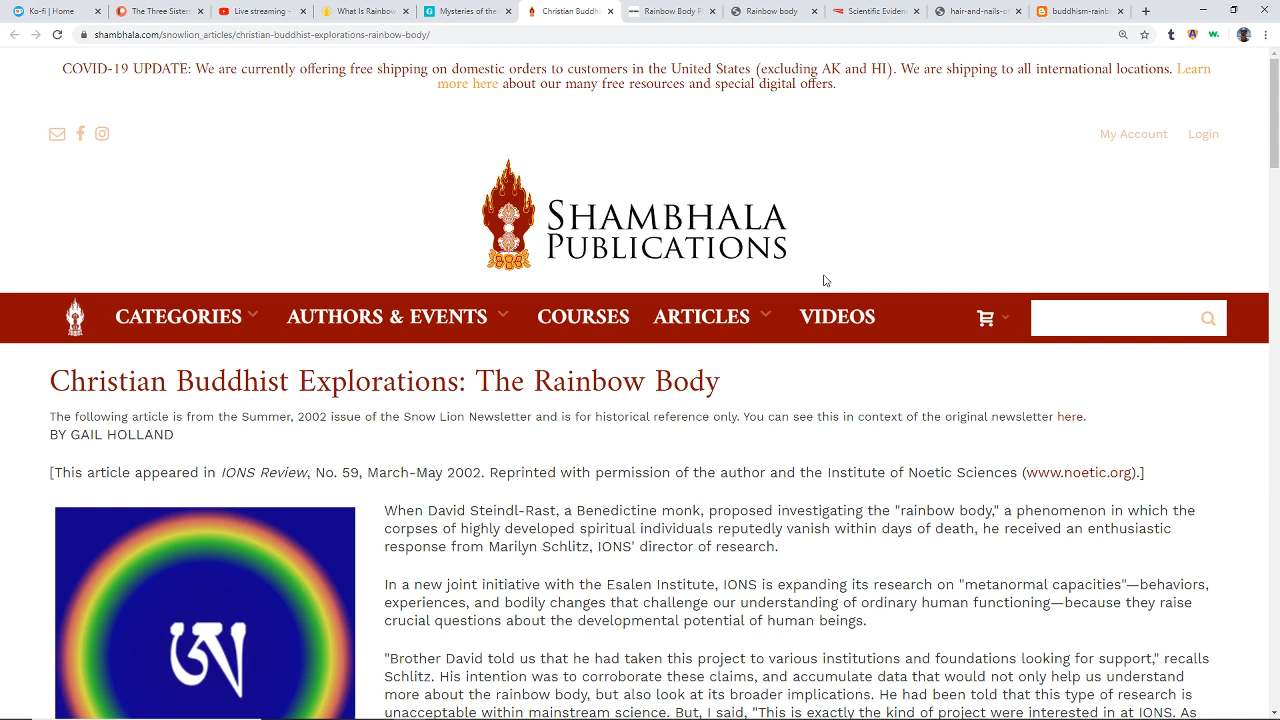 Ko-fi | Home
The Three Sister
Live streaming -
What Is Rainbow
Mysteries of the
Christian Buddhi
Rainbow Body P
Rainbow body
Scientific Eviden
hair-and-nails-o
buddhism-rainb
shambhala.com/snowlion_articles/christian-buddhist-explorations-rainbow-body/
COVID-19 UPDATE: We are currently offering free shipping on domestic orders to customers in the United States (excluding AK and HI). We are shipping to all international locations. Learn
more here about our many free resources and special digital offers.
My Account Login
SHAMBHALA
PUBLICATIONS
CATEGORIES AUTHORS & EVENTS COURSES ARTICLES VIDEOS
Christian Buddhist Explorations: The Rainbow Body
The following article is from the Summer, 2002 issue of the Snow Lion Newsletter and is for historical reference only. You can see this in context of the original newsletter here.
BY GAIL HOLLAND
[This article appeared in IONS Review, No. 59, March-May 2002. Reprinted with permission of the author and the Institute of Noetic Sciences (www.noetic.org).]
ཨ
When David Steindl-Rast, a Benedictine monk, proposed investigating the "rainbow body," a phenomenon in which the
corpses of highly developed spiritual individuals reputedly vanish within days of death, he received an enthusiastic
response from Marilyn Schlitz, IONS' director of research.
In a new joint initiative with the Esalen Institute, IONS is expanding its research on "metanormal capacities"—behaviors,
experiences, and bodily changes that challenge our understanding of ordinary human functioning—because they raise
crucial questions about the developmental potential of human beings.
"Brother David told us that he had taken this project to various institutions and foundations looking for support," recalls
Schlitz. His intention was to corroborate these claims, and accumulate data that would not only help us understand
more about the rainbow body, but also look at its broader implications. He had been told that this type of research is
unacceptable within mainstream science. But, I said, "This is exactly the kind of project were interested in at IONS. As